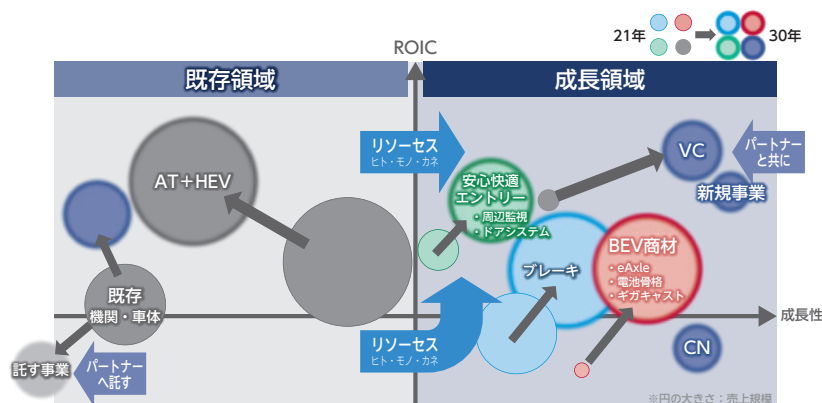 21年
30年
ROIC
既存領域
成長領域
リソーセス
ヒト・モノ・カネ
パートナー
と共に
VC
新規事業
AT+HEV
安心快適
エントリー
・周辺監視
・ドアシステム
BEV商材
・eAxle
・電池骨格
・ギガキャスト
ブレーキ
既存
機関・車体
成長性
リソーセス
ヒト・モノ・カネ
CN
託す事業
パートナー
へ託す
※円の大きさ：売上規模